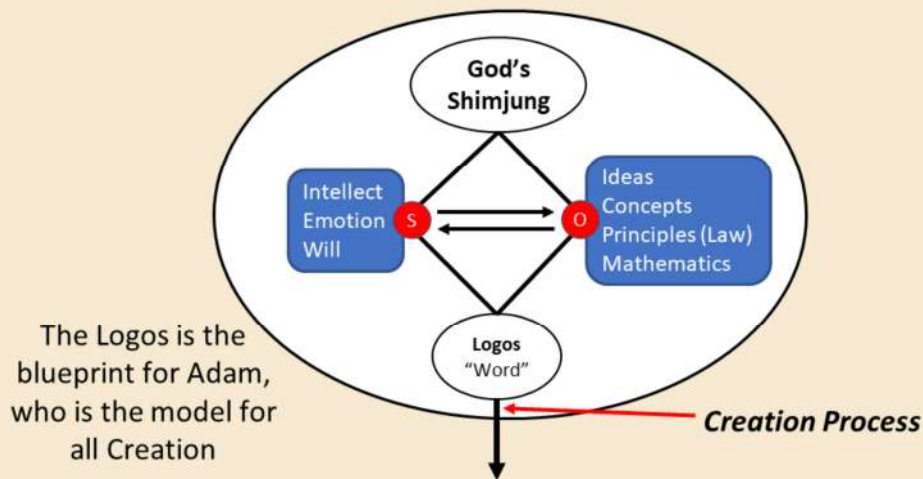 God's
Shimjung
Intellect
Emotion
Will
S
O
Ideas
Concepts
Principles (Law)
Mathematics
Logos
"Word"
The Logos is the
blueprint for Adam,
who is the model for
all Creation
Creation Process